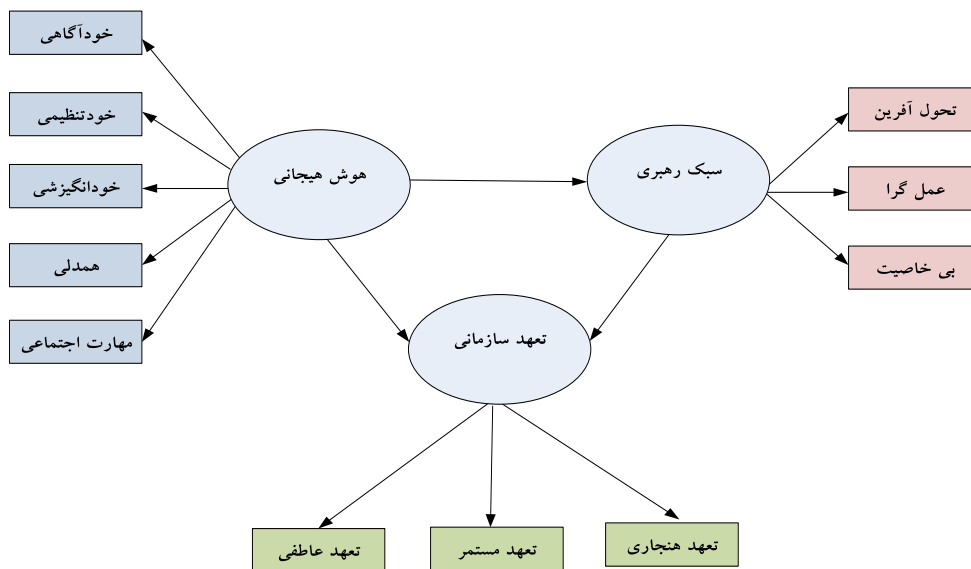 خودآگاهی
خودتنظیمی
خودانگیزشی
همدلی
مهارت اجتماعی
هوش هیجانی
سبک رهبری
تحول آفرین
عمل گرا
بی خاصیت
تعهد سازمانی
تعهد هنجاری
تعهد مستمر
تعهد عاطفی